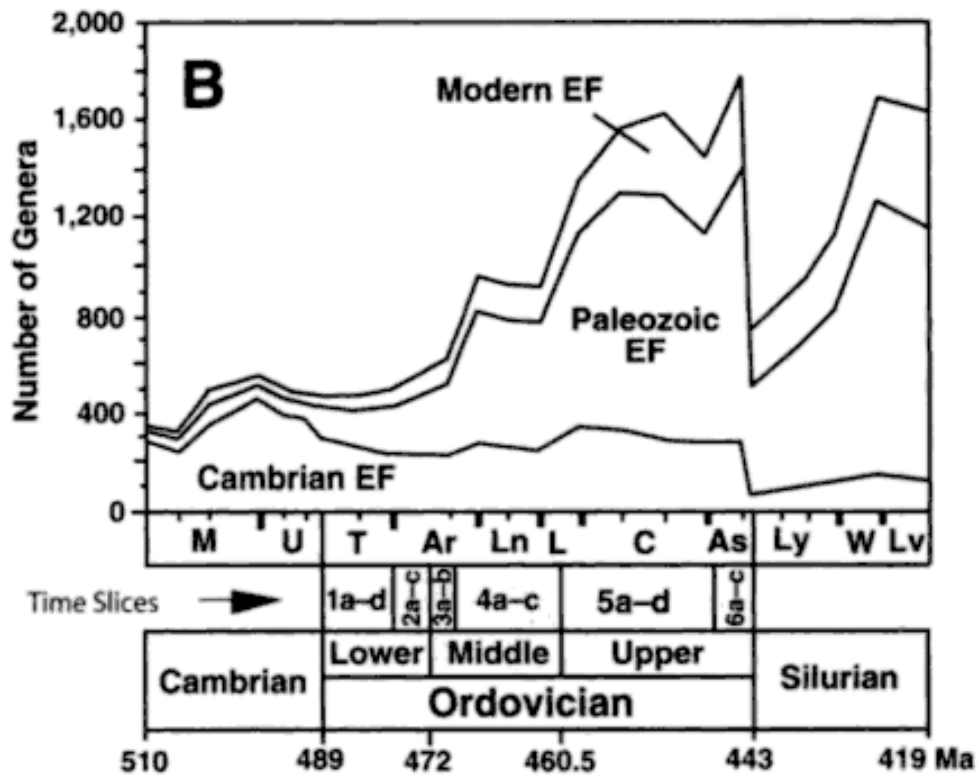 2,000
B
Modern EF
1,600
Number of Genera
1,200
800
Paleozoic
EF
400
Cambrian EF
0
M U T Ar Ln L C As Ly W Lv
Time Slices 1a–d 2a–c 3a–b 4a–c 5a–d 6a–c
Lower Middle Upper
Cambrian Silurian
Ordovician
510 489 472 460.5 443 419 Ma